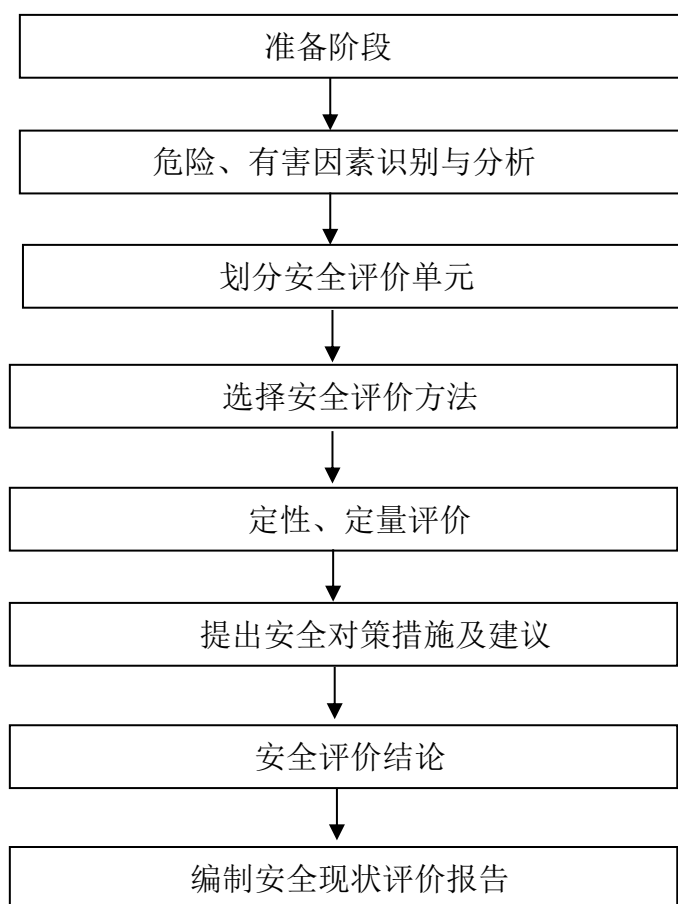 准备阶段
危险、有害因素识别与分析
划分安全评价单元
选择安全评价方法
定性、定量评价
提出安全对策措施及建议
安全评价结论
编制安全现状评价报告